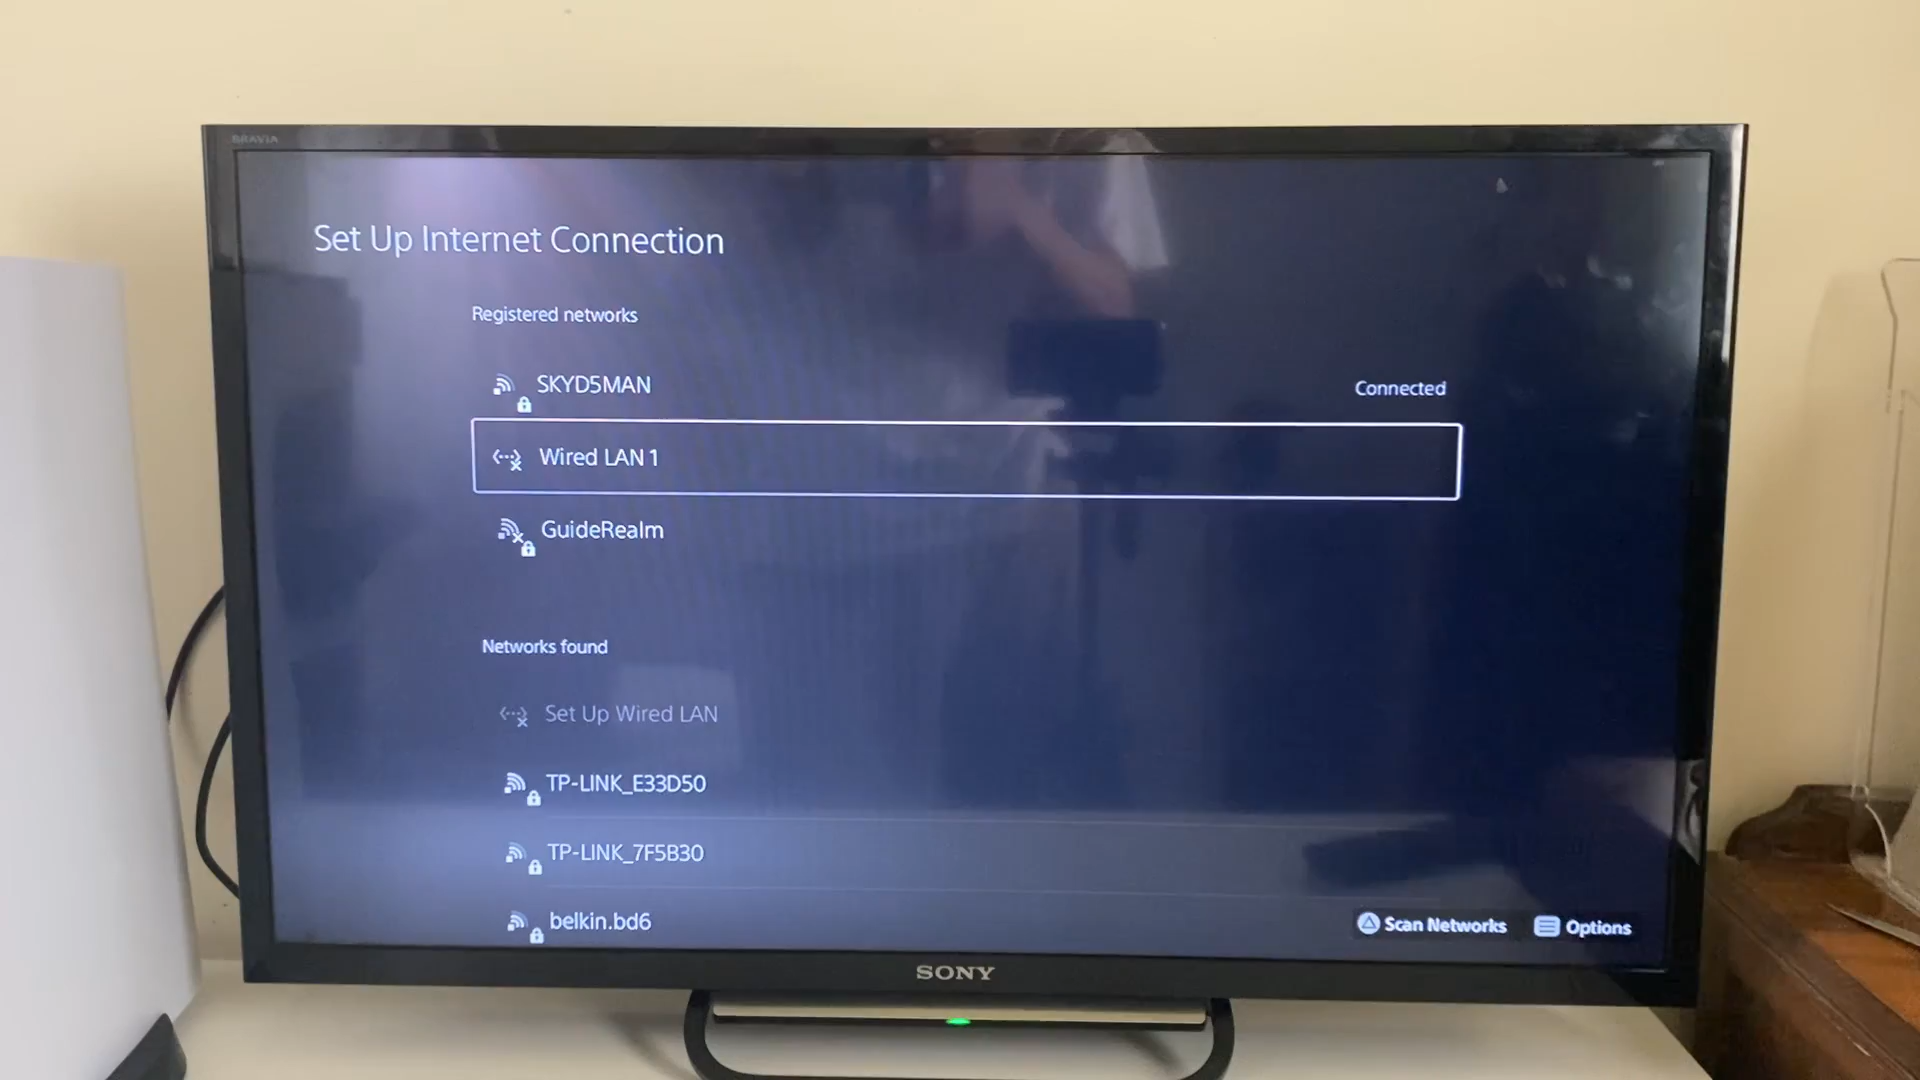 BRAVIA
Set Up Internet Connection
Registered networks
SKYD5MAN
Connected
Wired LAN 1
GuideRealm
Networks found
Set Up Wired LAN
TP-LINK_E33D50
TP-LINK_7F5B30
belkin.bd6
Scan Networks
Options
SONY